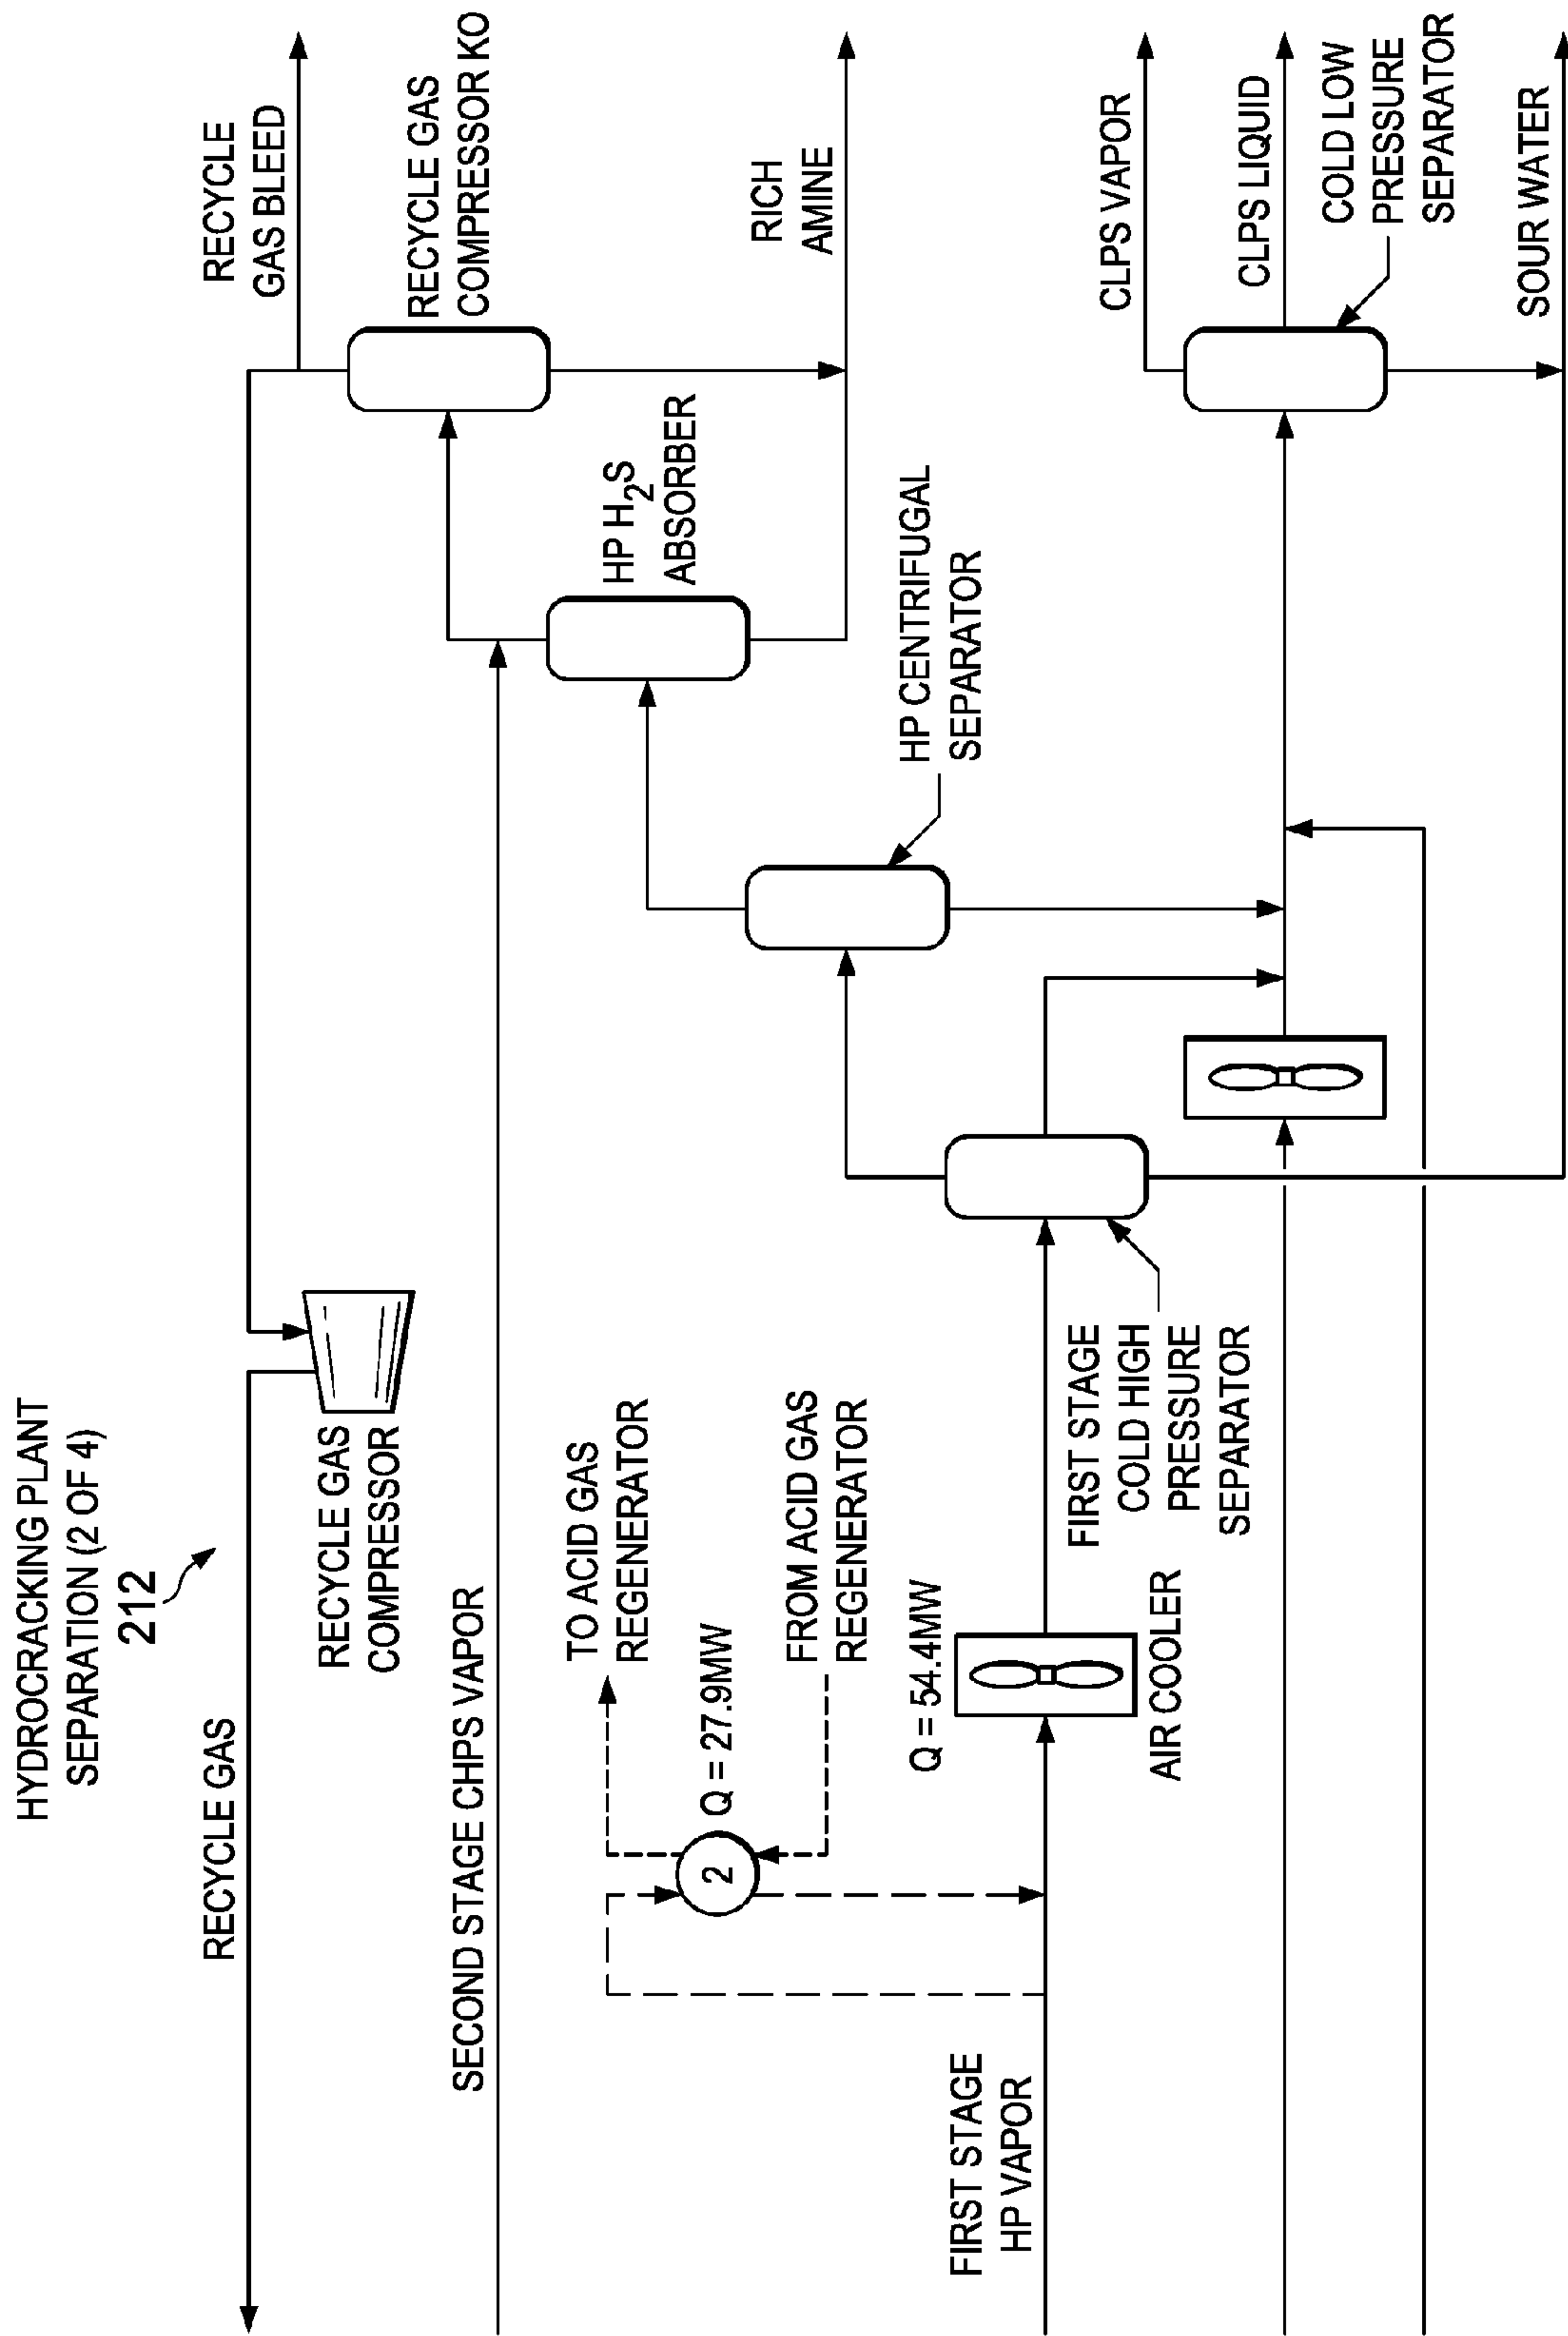 HYDROCRACKING PLANT
SEPARATION (2 OF 4)
212
RECYCLE GAS
RECYCLE GAS
COMPRESSOR
RECYCLE
GAS BLEED
RECYCLE GAS
COMPRESSOR KO
SECOND STAGE CHPS VAPOR
TO ACID GAS
REGENERATOR
HP H2S
ABSORBER
2
Q = 27.9MW
FROM ACID GAS
REGENERATOR
RICH
AMINE
Q = 54.4MW
HP CENTRIFUGAL
SEPARATOR
FIRST STAGE
HP VAPOR
AIR COOLER
FIRST STAGE
COLD HIGH
PRESSURE
SEPARATOR
CLPS VAPOR
CLPS LIQUID
COLD LOW
PRESSURE
SEPARATOR
SOUR WATER